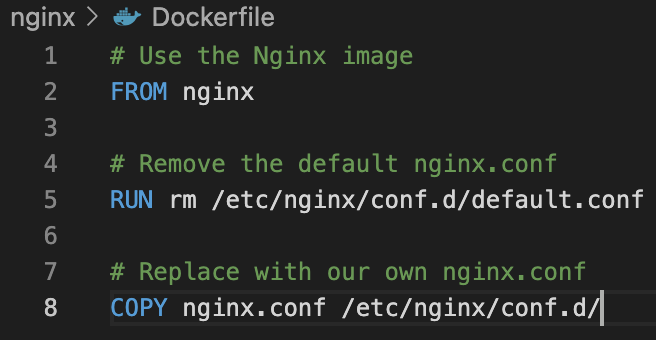 nginx > Dockerfile
1 # Use the Nginx image
2 FROM nginx
3
4 # Remove the default nginx.conf
5 RUN rm /etc/nginx/conf.d/default.conf
6
7 # Replace with our own nginx.conf
8 COPY nginx.conf /etc/nginx/conf.d/